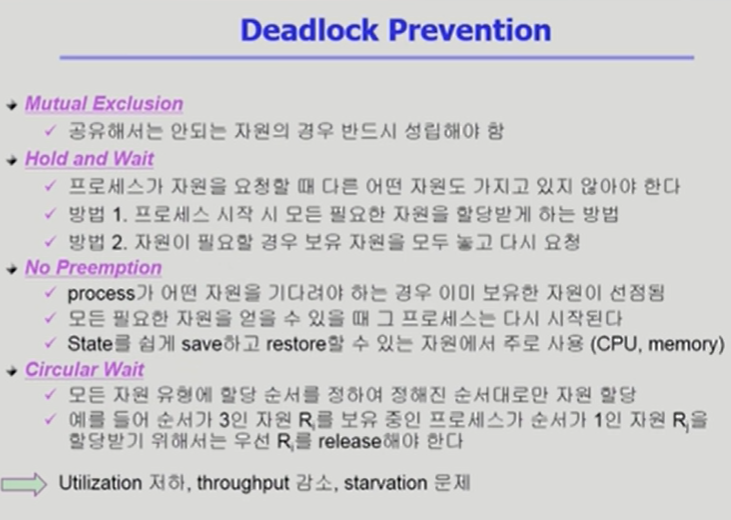 Deadlock Prevention
Mutual Exclusion
✓ 공유해서는 안되는 자원의 경우 반드시 성립해야 함
Hold and Wait
✓ 프로세스가 자원을 요청할 때 다른 어떤 자원도 가지고 있지 않아야 한다
✓ 방법 1. 프로세스 시작 시 모든 필요한 자원을 할당받게 하는 방법
✓ 방법 2. 자원이 필요할 경우 보유 자원을 모두 놓고 다시 요청
No Preemption
✓ process가 어떤 자원을 기다려야 하는 경우 이미 보유한 자원이 선점됨
✓ 모든 필요한 자원을 얻을 수 있을 때 그 프로세스는 다시 시작된다
✓ State를 쉽게 save하고 restore할 수 있는 자원에서 주로 사용 (CPU, memory)
Circular Wait
✓ 모든 자원 유형에 할당 순서를 정하여 정해진 순서대로만 자원 할당
✓ 예를 들어 순서가 3인 자원 Ri를 보유 중인 프로세스가 순서가 1인 자원 Rj을
할당받기 위해서는 우선 Ri를 release해야 한다
Utilization 저하, throughput 감소, starvation 문제